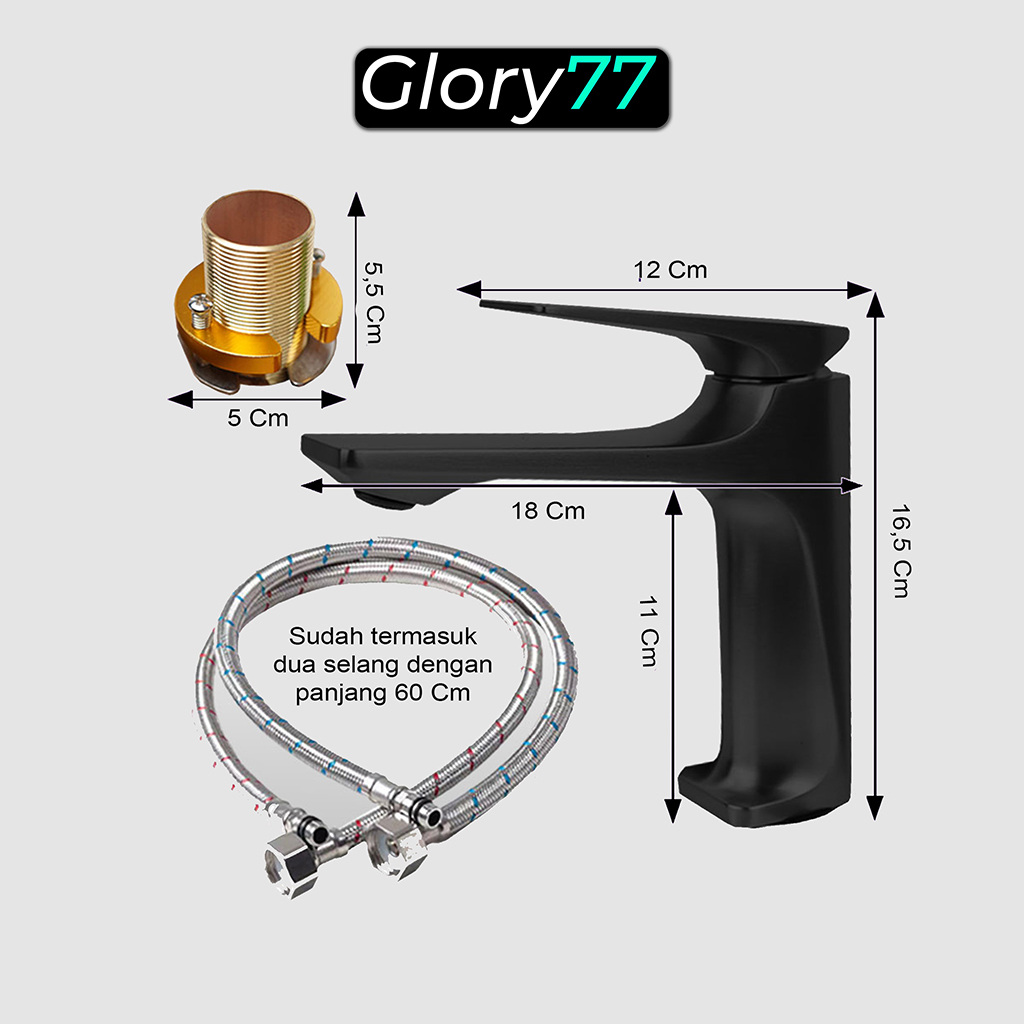 Glory77
12 Cm
5,5 Cm
5 Cm
18 Cm
16,5 Cm
11 Cm
Sudah termasuk
dua selang dengan
panjang 60 Cm